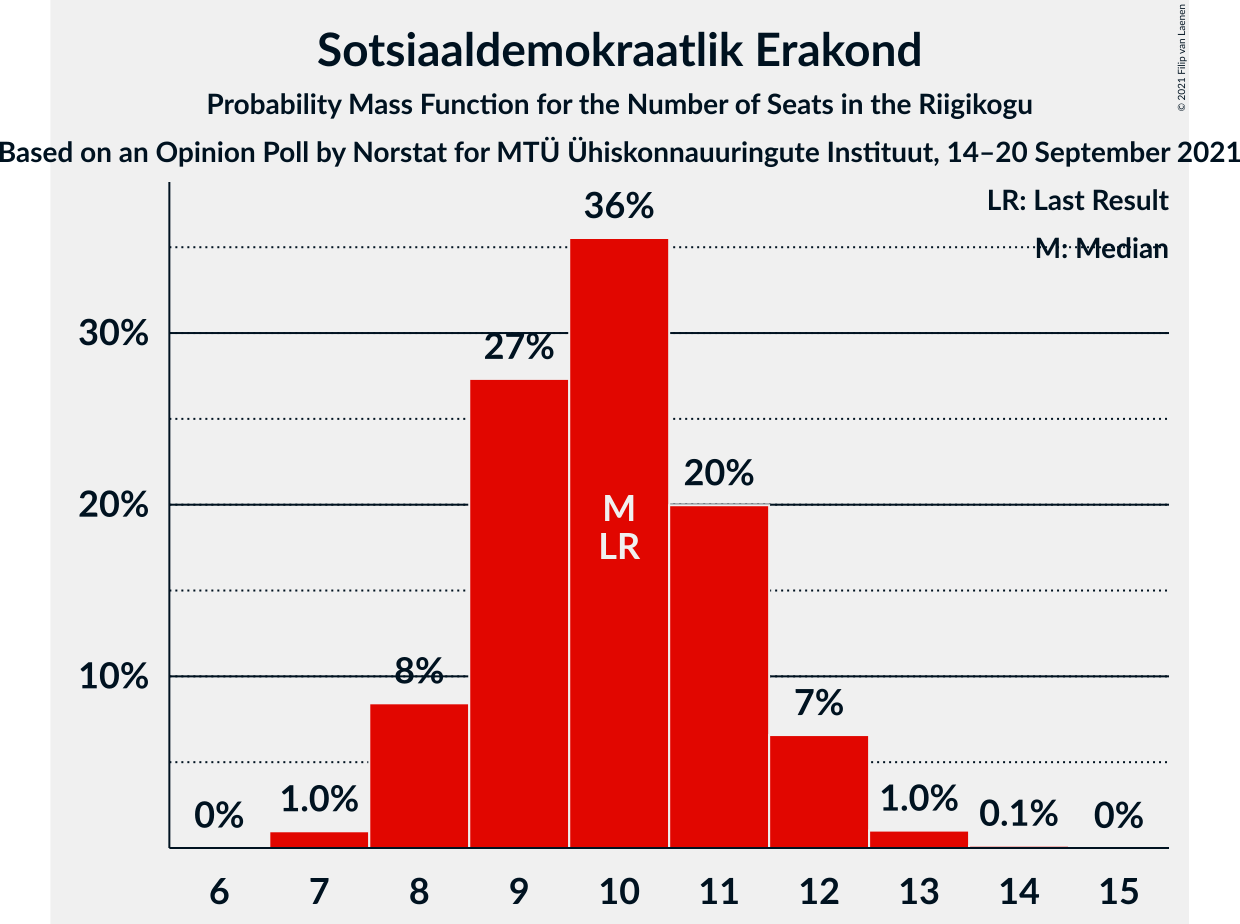 Sotsiaaldemokraatlik Erakond
Probability Mass Function for the Number of Seats in the Riigikogu
Based on an Opinion Poll by Norstat for MTÜ Ühiskonnauuringute Instituut, 14–20 September 2021
© 2021 Filip van Laenen
LR: Last Result
M: Median
36%
30%
27%
20%
20%
M
LR
10%
8%
7%
0%
1.0%
1.0%
0.1%
0%
6 7 8 9 10 11 12 13 14 15